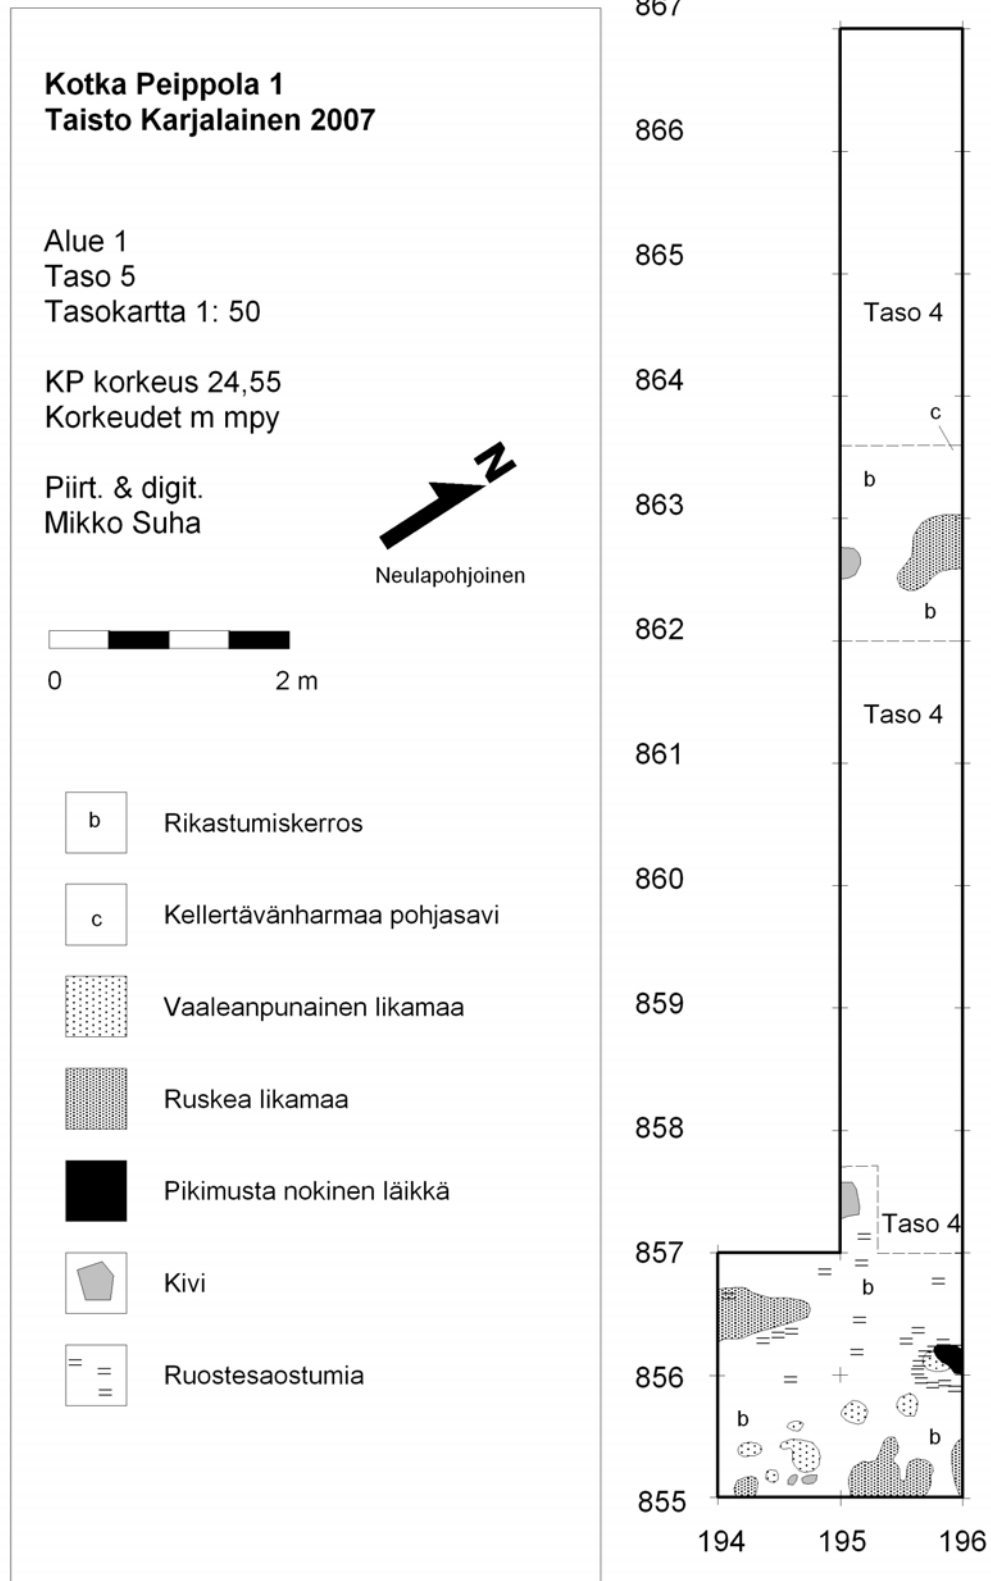 Kotka Peippola 1
Taisto Karjalainen 2007
Alue 1
Taso 5
Tasokartta 1: 50
KP korkeus 24,55
Korkeudet m mpy
Piirt. & digit.
Mikko Suha
N
Neulapohjoinen
0 2 m
b Rikastumiskerros
c Kellertävänharmaa pohjasavi
Vaaleanpunainen likamaa
Ruskea likamaa
Pikimusta nokinen läikkä
Kivi
Ruostesaostumia
867
866
865
Taso 4
864
c
b
863
b
862
Taso 4
861
860
859
858
Taso 4
857
b
856
b
b
855
194 195 196